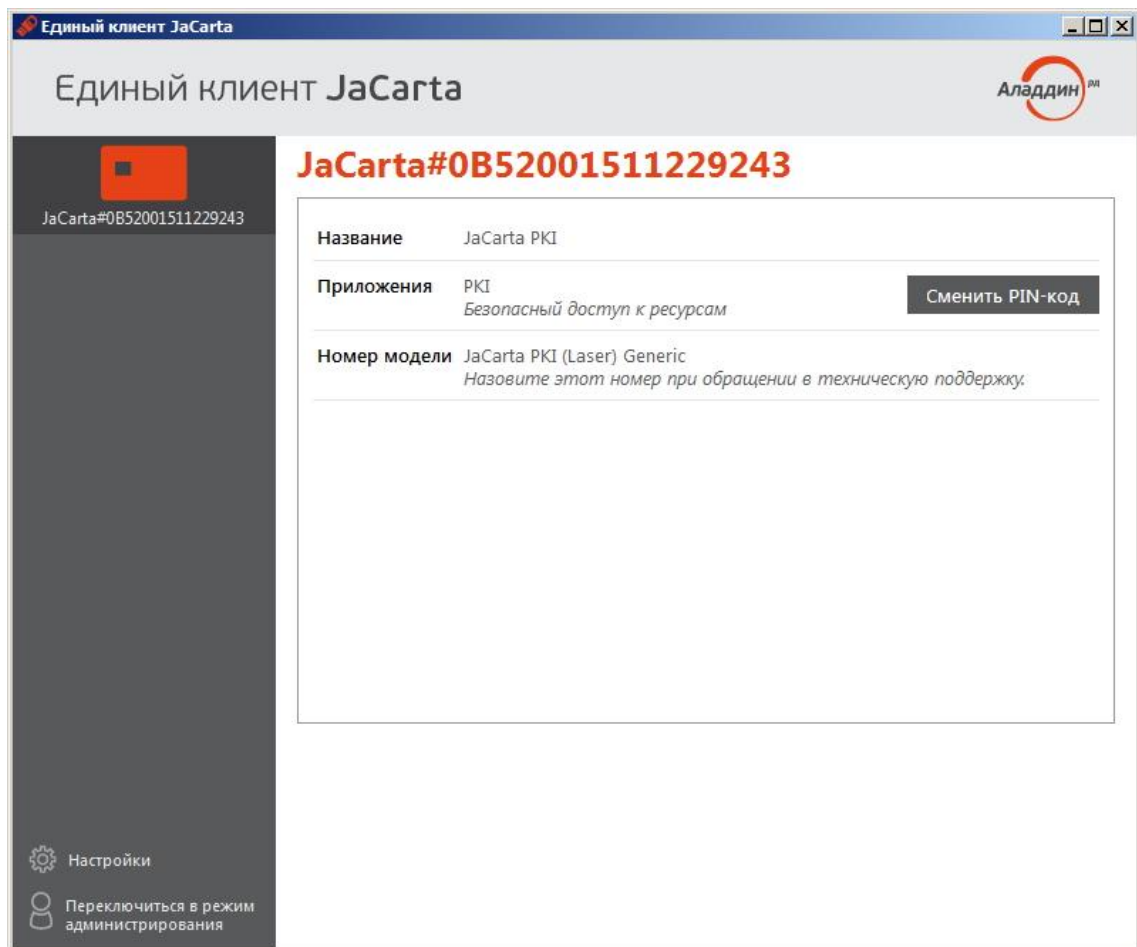 Единый клиент JaCarta
Единый клиент JaCarta
Аладдин РД
JaCarta#0B52001511229243
JaCarta#0B52001511229243
Название JaCarta PKI
Приложения PKI
Безопасный доступ к ресурсам
Сменить PIN-код
Номер модели JaCarta PKI (Laser) Generic
Назовите этот номер при обращении в техническую поддержку.
Настройки
Переключиться в режим
администрирования